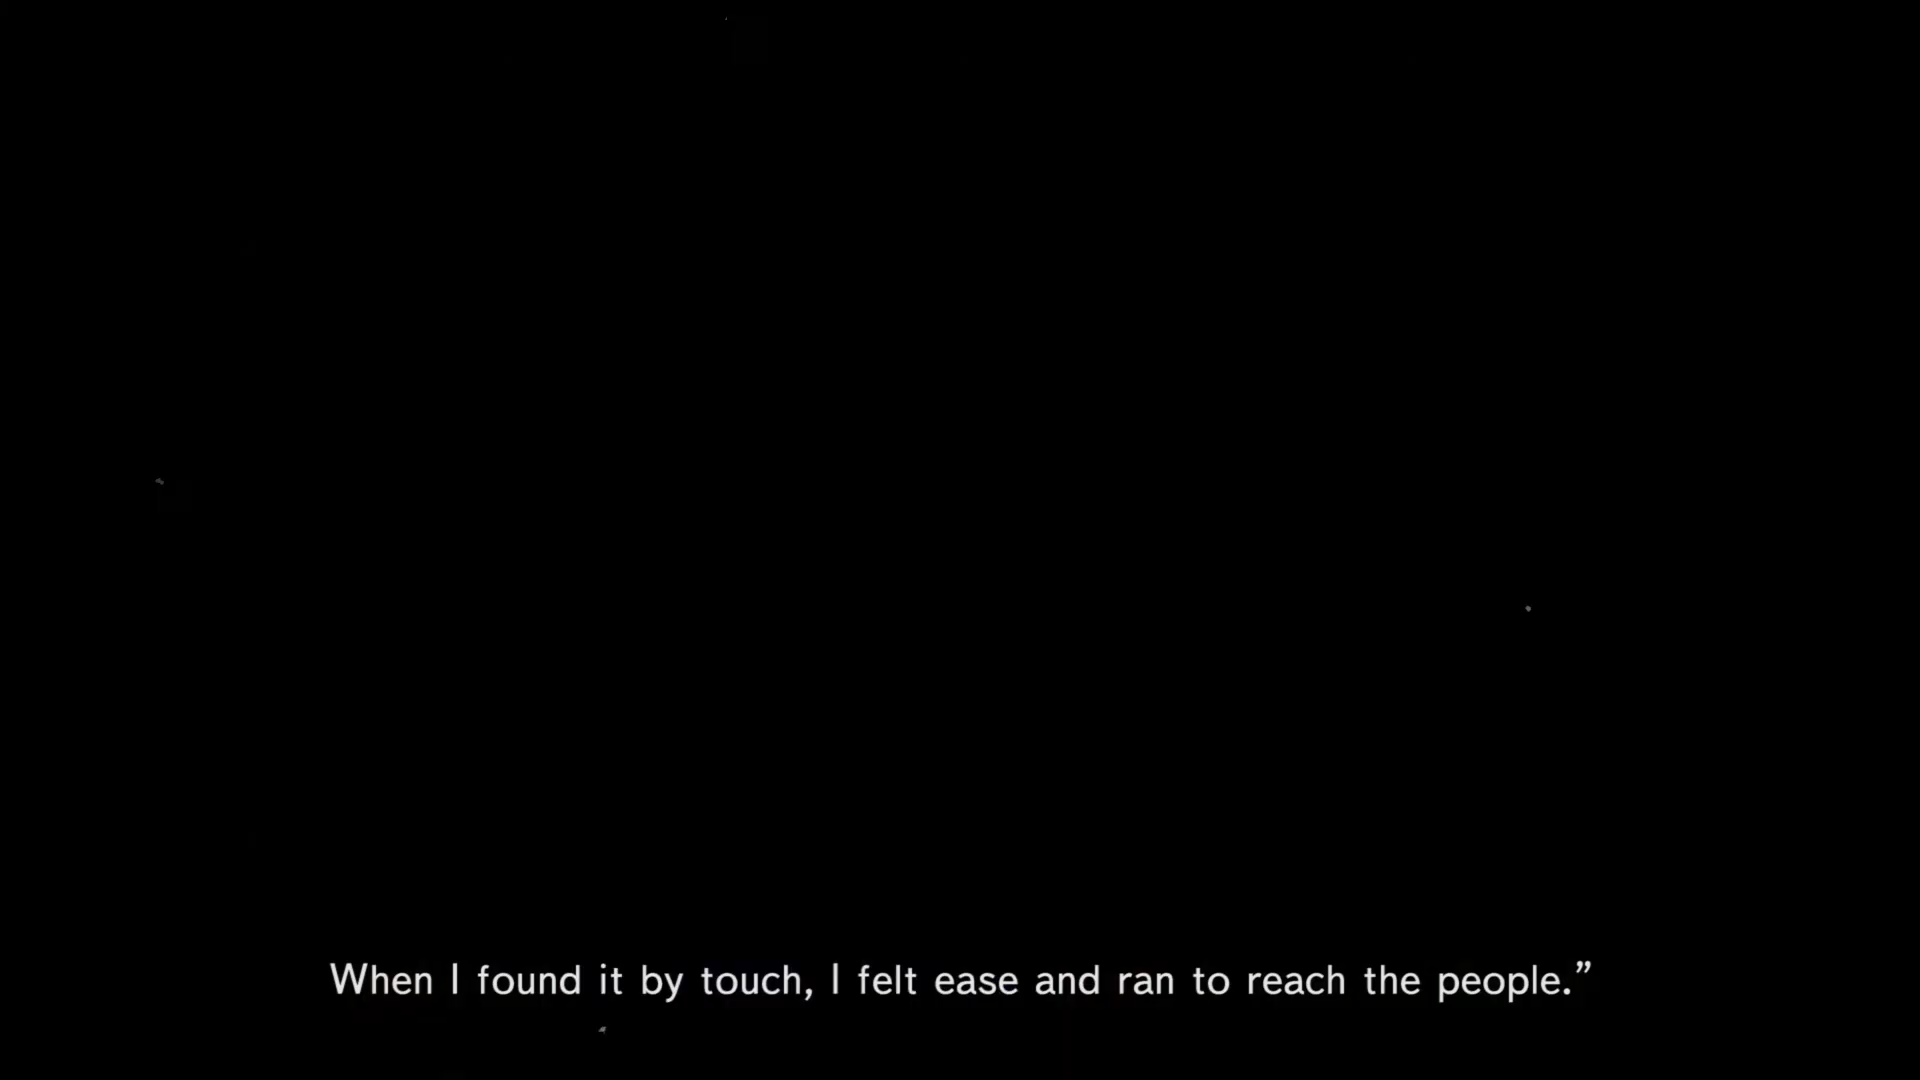 When I found it by touch, I felt ease and ran to reach the people.”